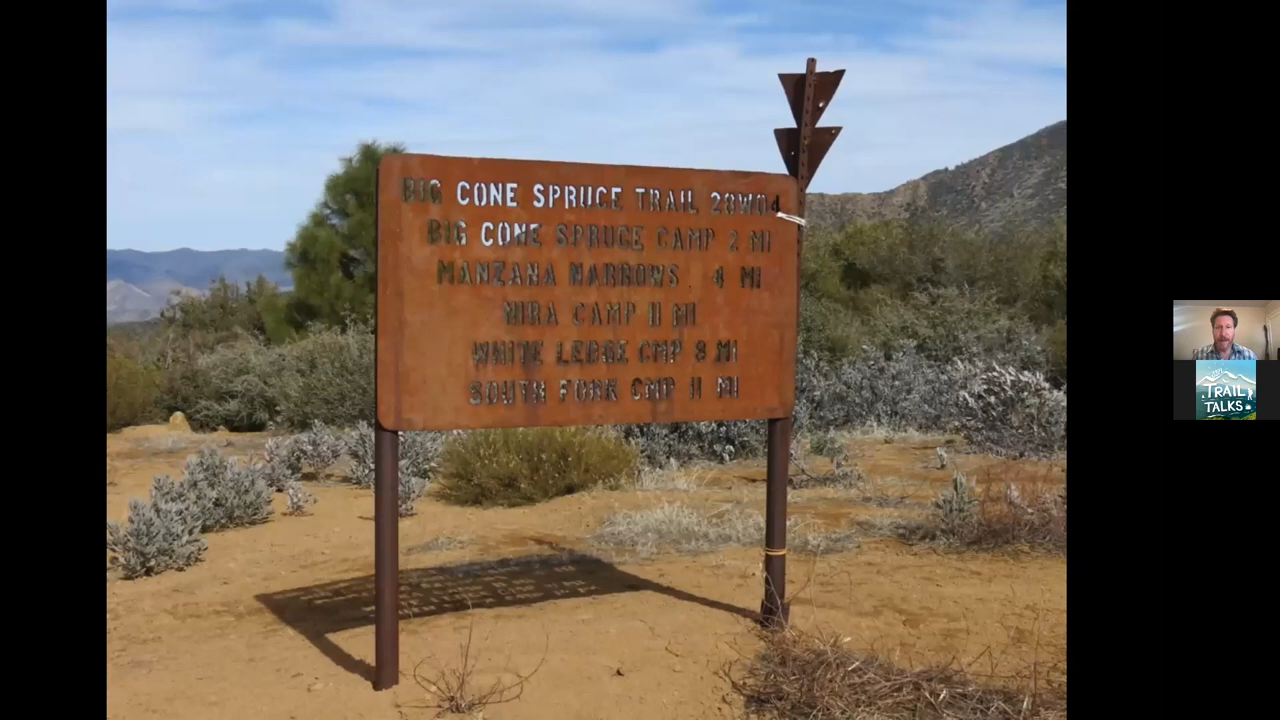 BIG CONE SPRUCE TRAIL 28W04
BIG CONE SPRUCE CAMP 2 MI
MANZANA NARROWS 4 MI
NIRA CAMP 11 MI
WHITE LEDGE CMP 8 MI
SOUTH FORK CMP 11 MI
TRAIL
TALKS